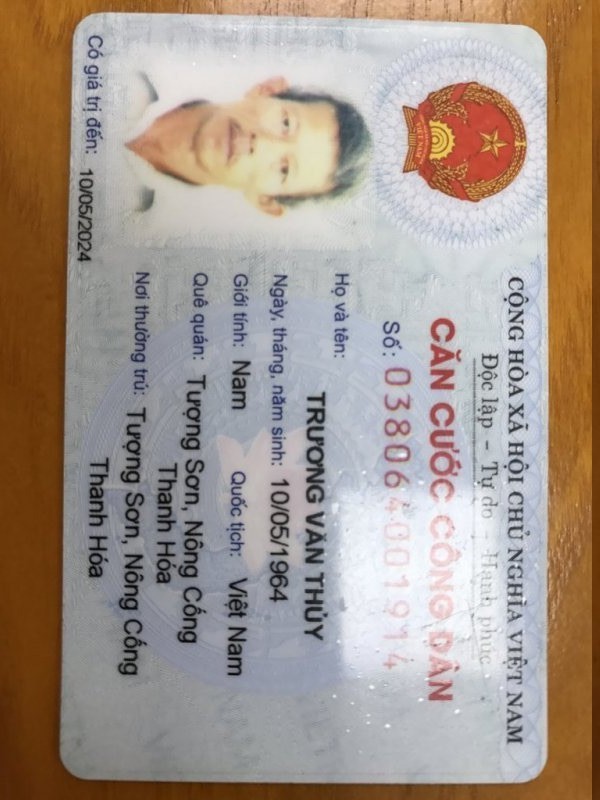 CỘNG HÒA XÃ HỘI CHỦ NGHĨA VIỆT NAM
Độc lập - Tự do - Hạnh phúc
CĂN CƯỚC CÔNG DÂN
Số: 038064001914
Họ và tên:
TRƯƠNG VĂN THỦY
Ngày, tháng, năm sinh: 10/05/1964
Giới tính: Nam Quốc tịch: Việt Nam
Quê quán: Tượng Sơn, Nông Cống
Thanh Hóa
Nơi thường trú: Tượng Sơn, Nông Cống
Thanh Hóa
Có giá trị đến: 10/05/2024